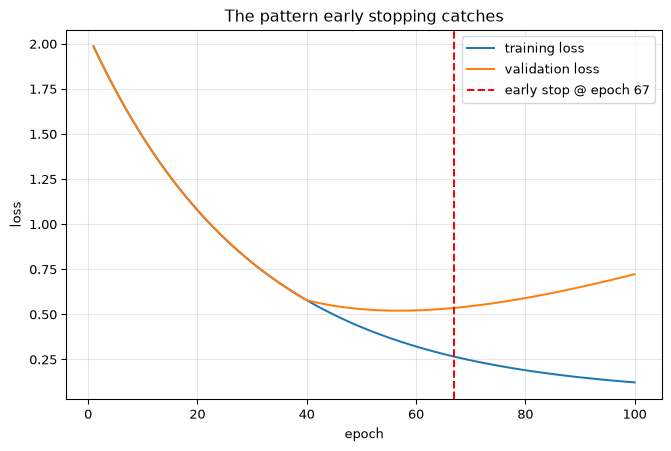 The pattern early stopping catches
training loss
validation loss
early stop @ epoch 67
2.00
1.75
1.50
1.25
1.00
0.75
0.50
0.25
loss
0 20 40 60 80 100
epoch